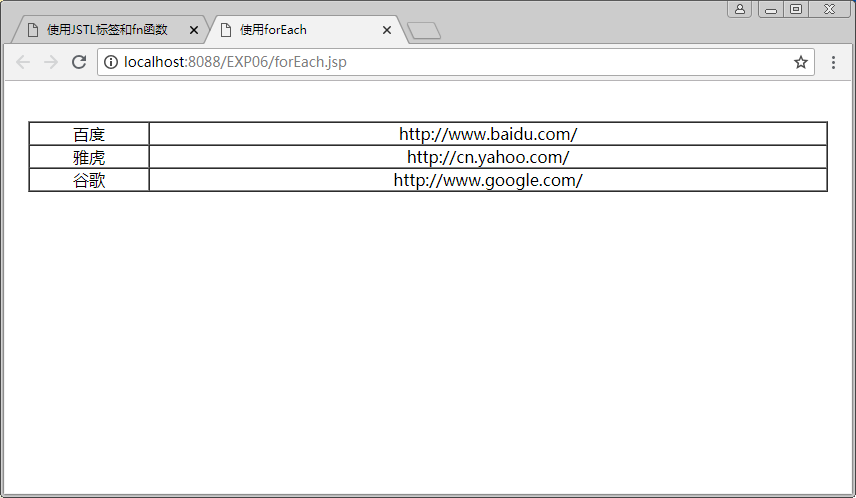 使用JSTL标签和fn函数
使用forEach
localhost:8088/EXP06/forEach.jsp
百度 http://www.baidu.com/
雅虎 http://cn.yahoo.com/
谷歌 http://www.google.com/